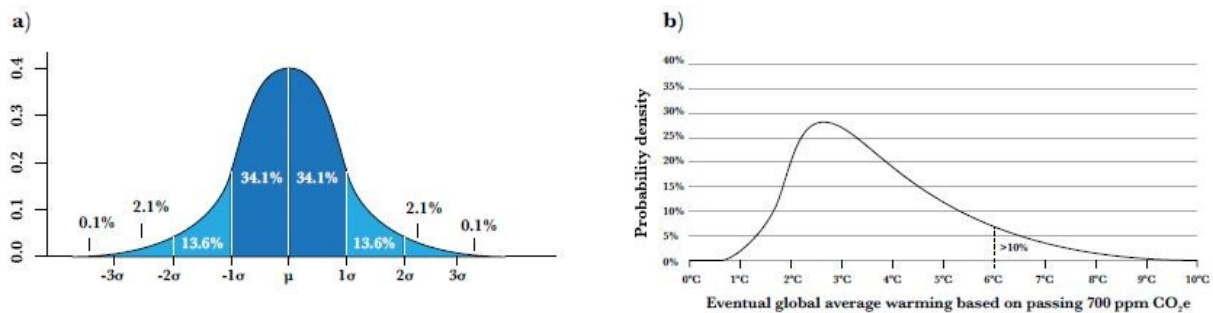 a)
0.4
0.3
0.2
0.1
0.0
34.1% 34.1%
0.1% 2.1% 13.6% 13.6% 2.1% 0.1%
-3σ -2σ -1σ μ 1σ 2σ 3σ
b)
Probability density
40%
35%
30%
25%
20%
15%
10%
5%
0%
>10%
0°C 1°C 2°C 3°C 4°C 5°C 6°C 7°C 8°C 9°C 10°C
Eventual global average warming based on passing 700 ppm CO₂e